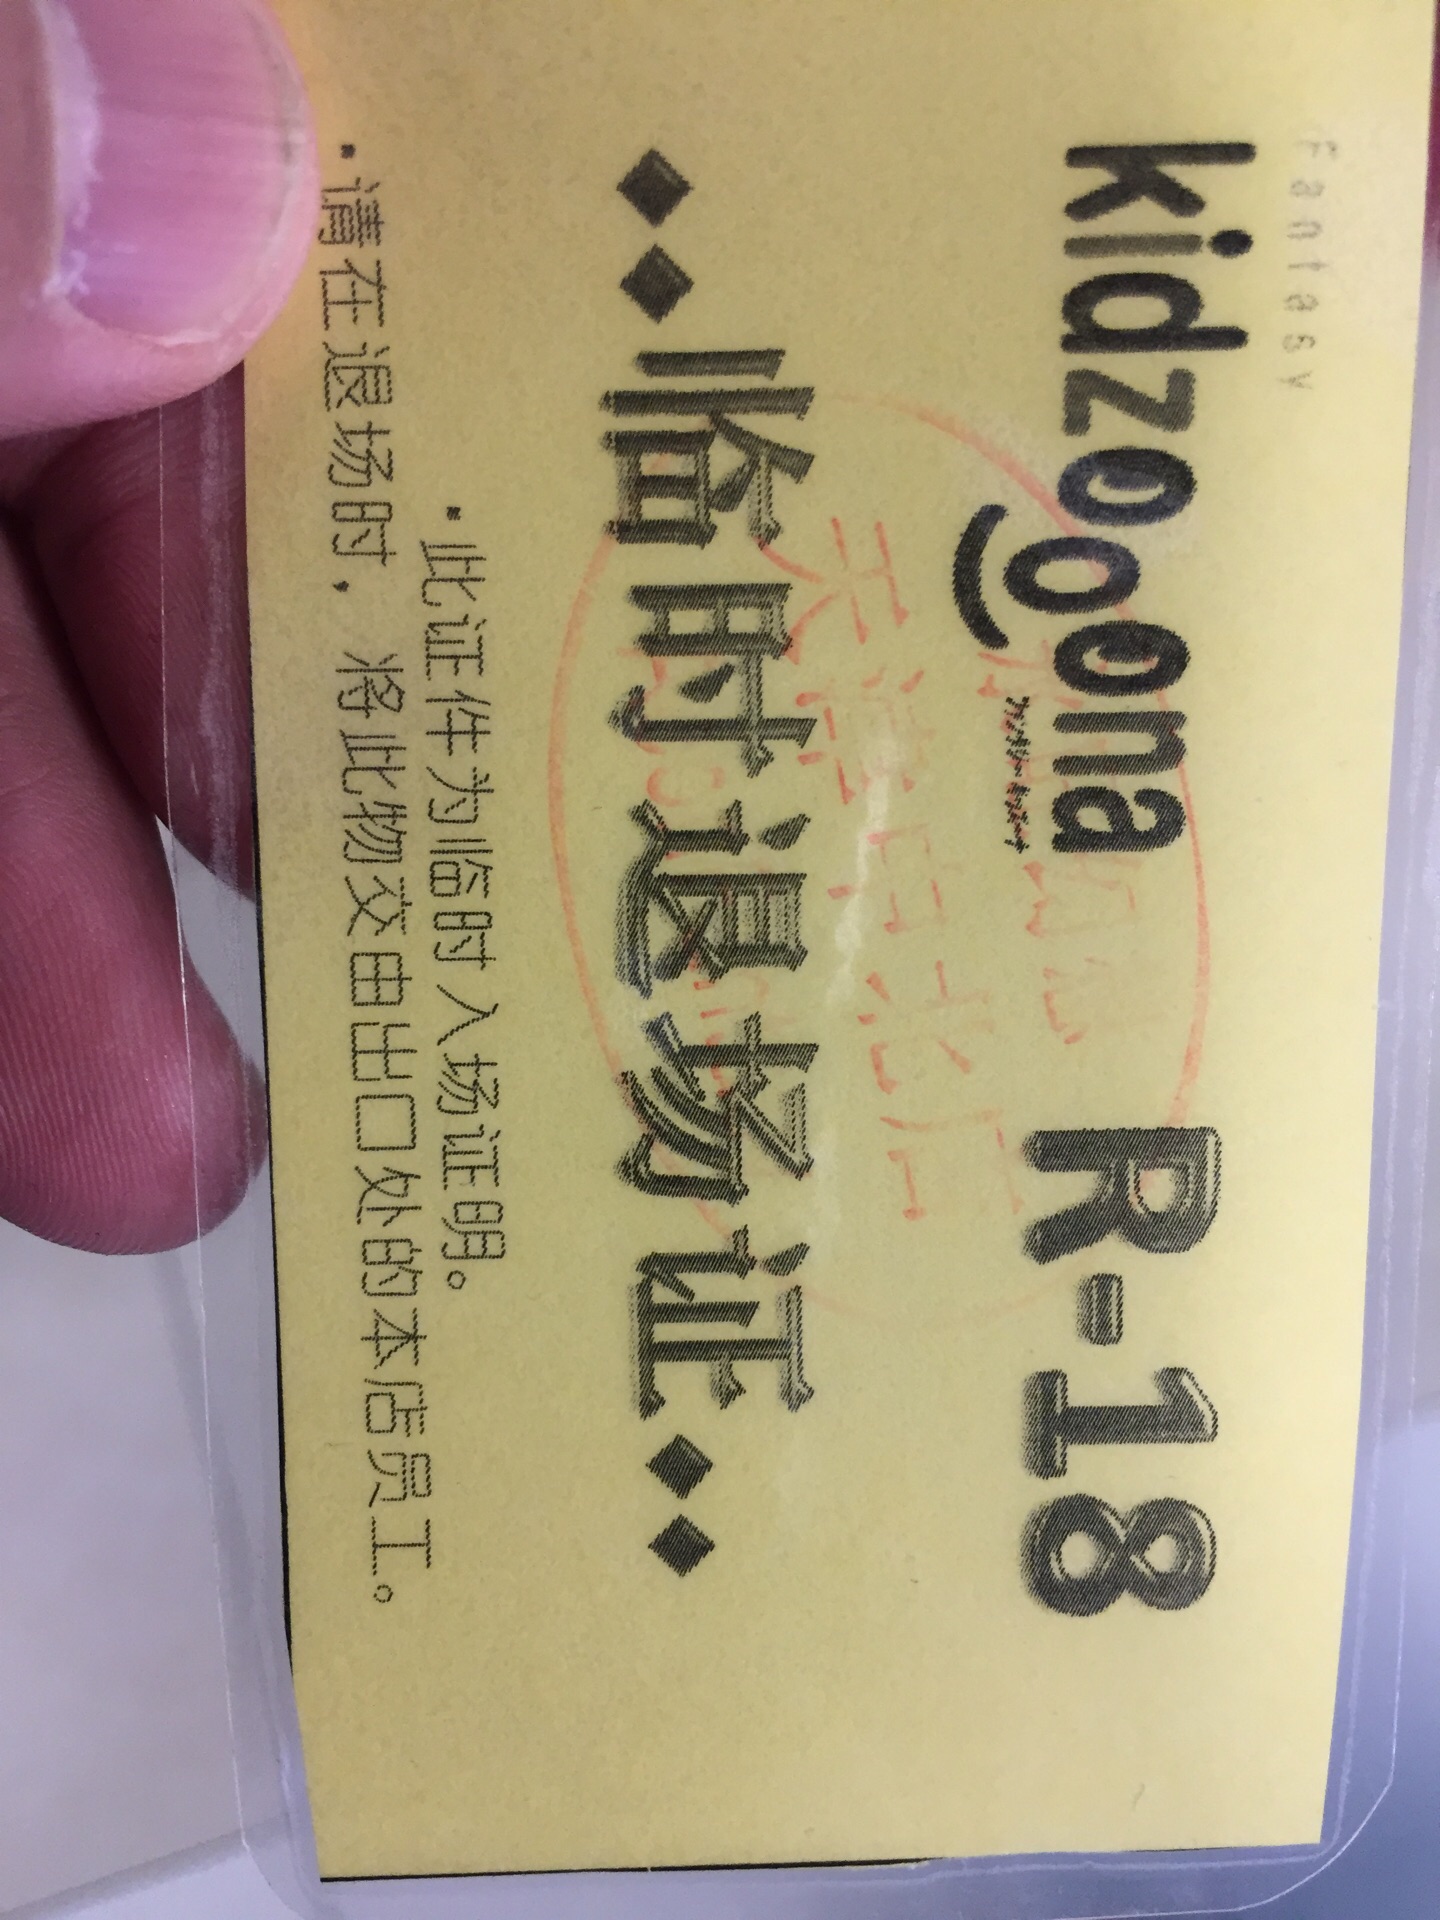 Fantasy
kidzooona R-18
◆◆临时退场证◆◆
·此证件为临时入场证明。
·请在退场时，将此物交由出口处的本店员工。